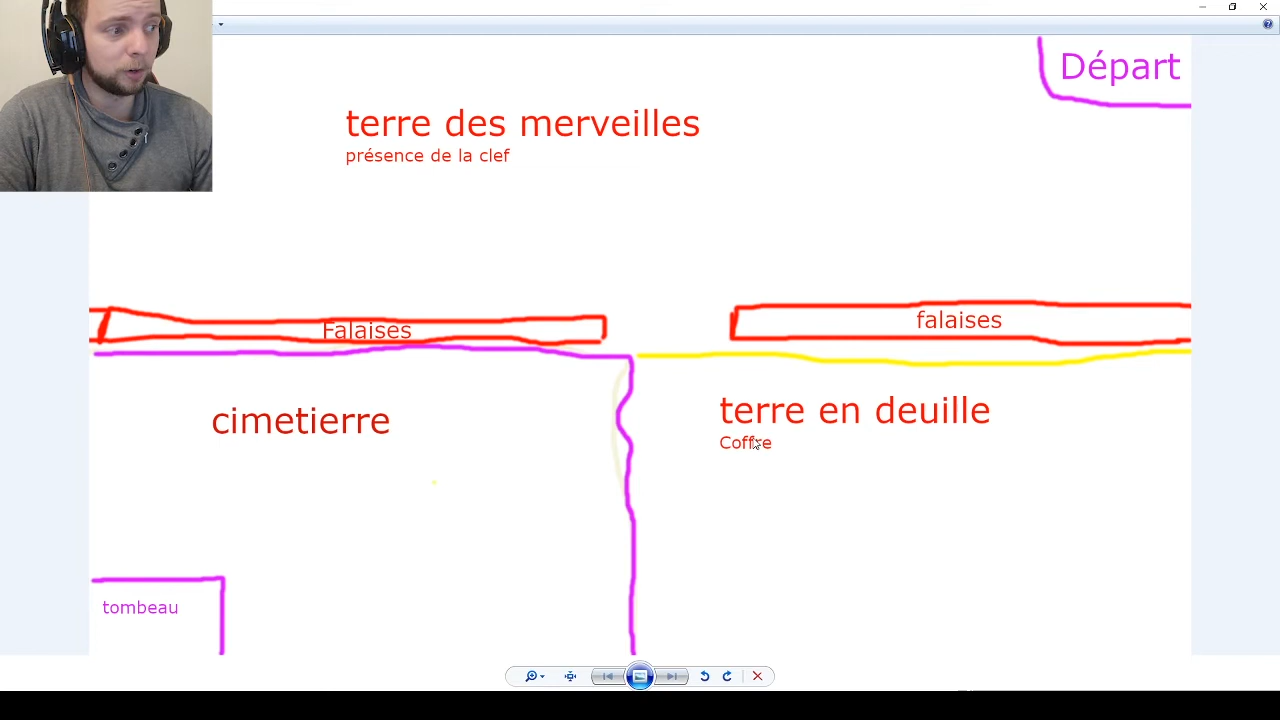 Départ
terre des merveilles
présence de la clef
Falaises
falaises
cimetierre
terre en deuille
Coffre
tombeau